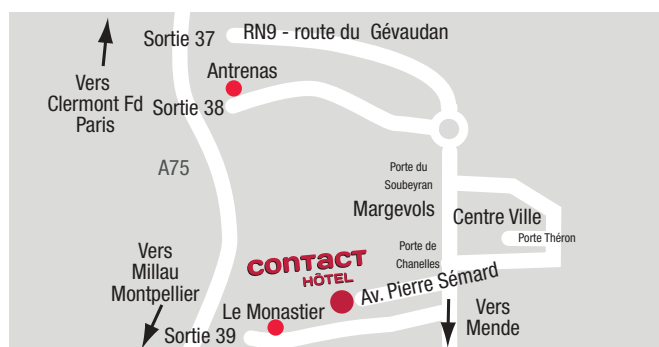 Sortie 37
RN9 - route du Gévaudan
Vers
Clermont Fd
Paris
Antrenas
Sortie 38
A75
Porte du
Soubeyran
Margevols
Centre Ville
Porte Théron
Porte de
Chanelles
Vers
Millau
Montpellier
contact
HÔTEL
Av. Pierre Sémard
Le Monastier
Vers
Mende
Sortie 39